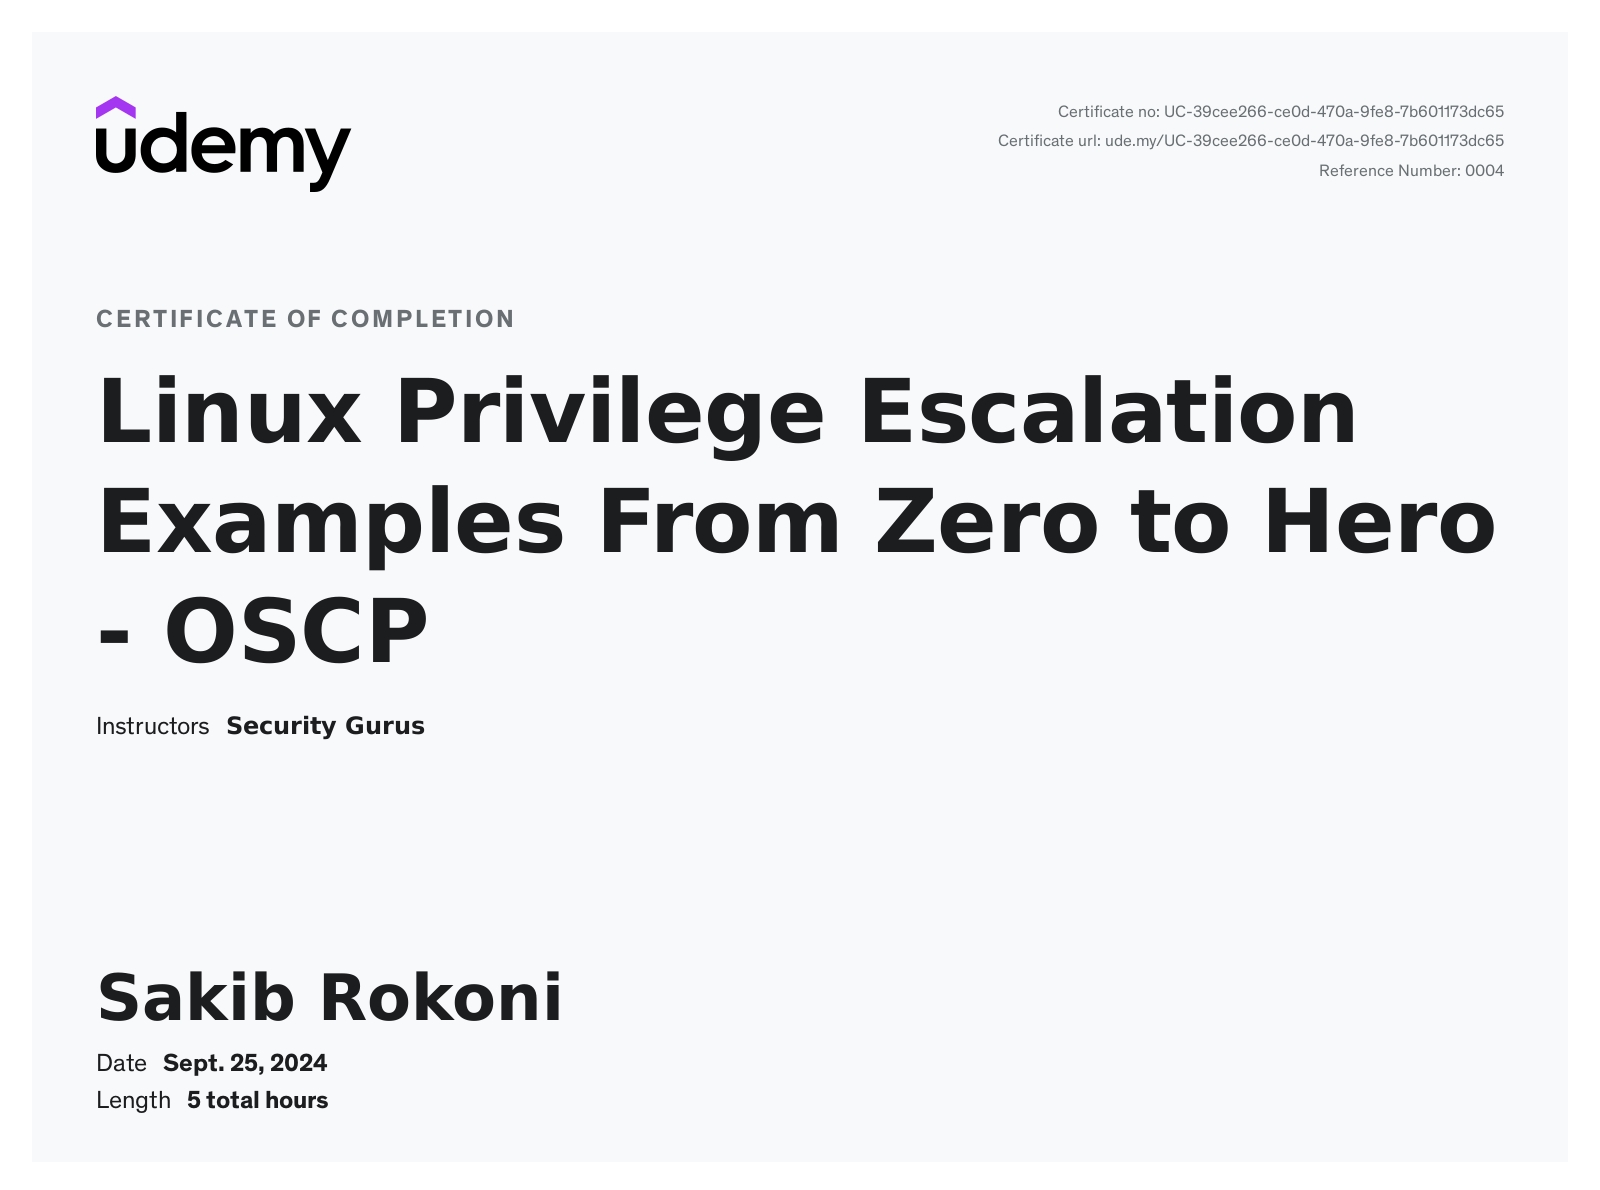 udemy
Certificate no: UC-39cee266-ce0d-470a-9fe8-7b601173dc65
Certificate url: ude.my/UC-39cee266-ce0d-470a-9fe8-7b601173dc65
Reference Number: 0004
CERTIFICATE OF COMPLETION
Linux Privilege Escalation
Examples From Zero to Hero
- OSCP
Instructors Security Gurus
Sakib Rokoni
Date Sept. 25, 2024
Length 5 total hours